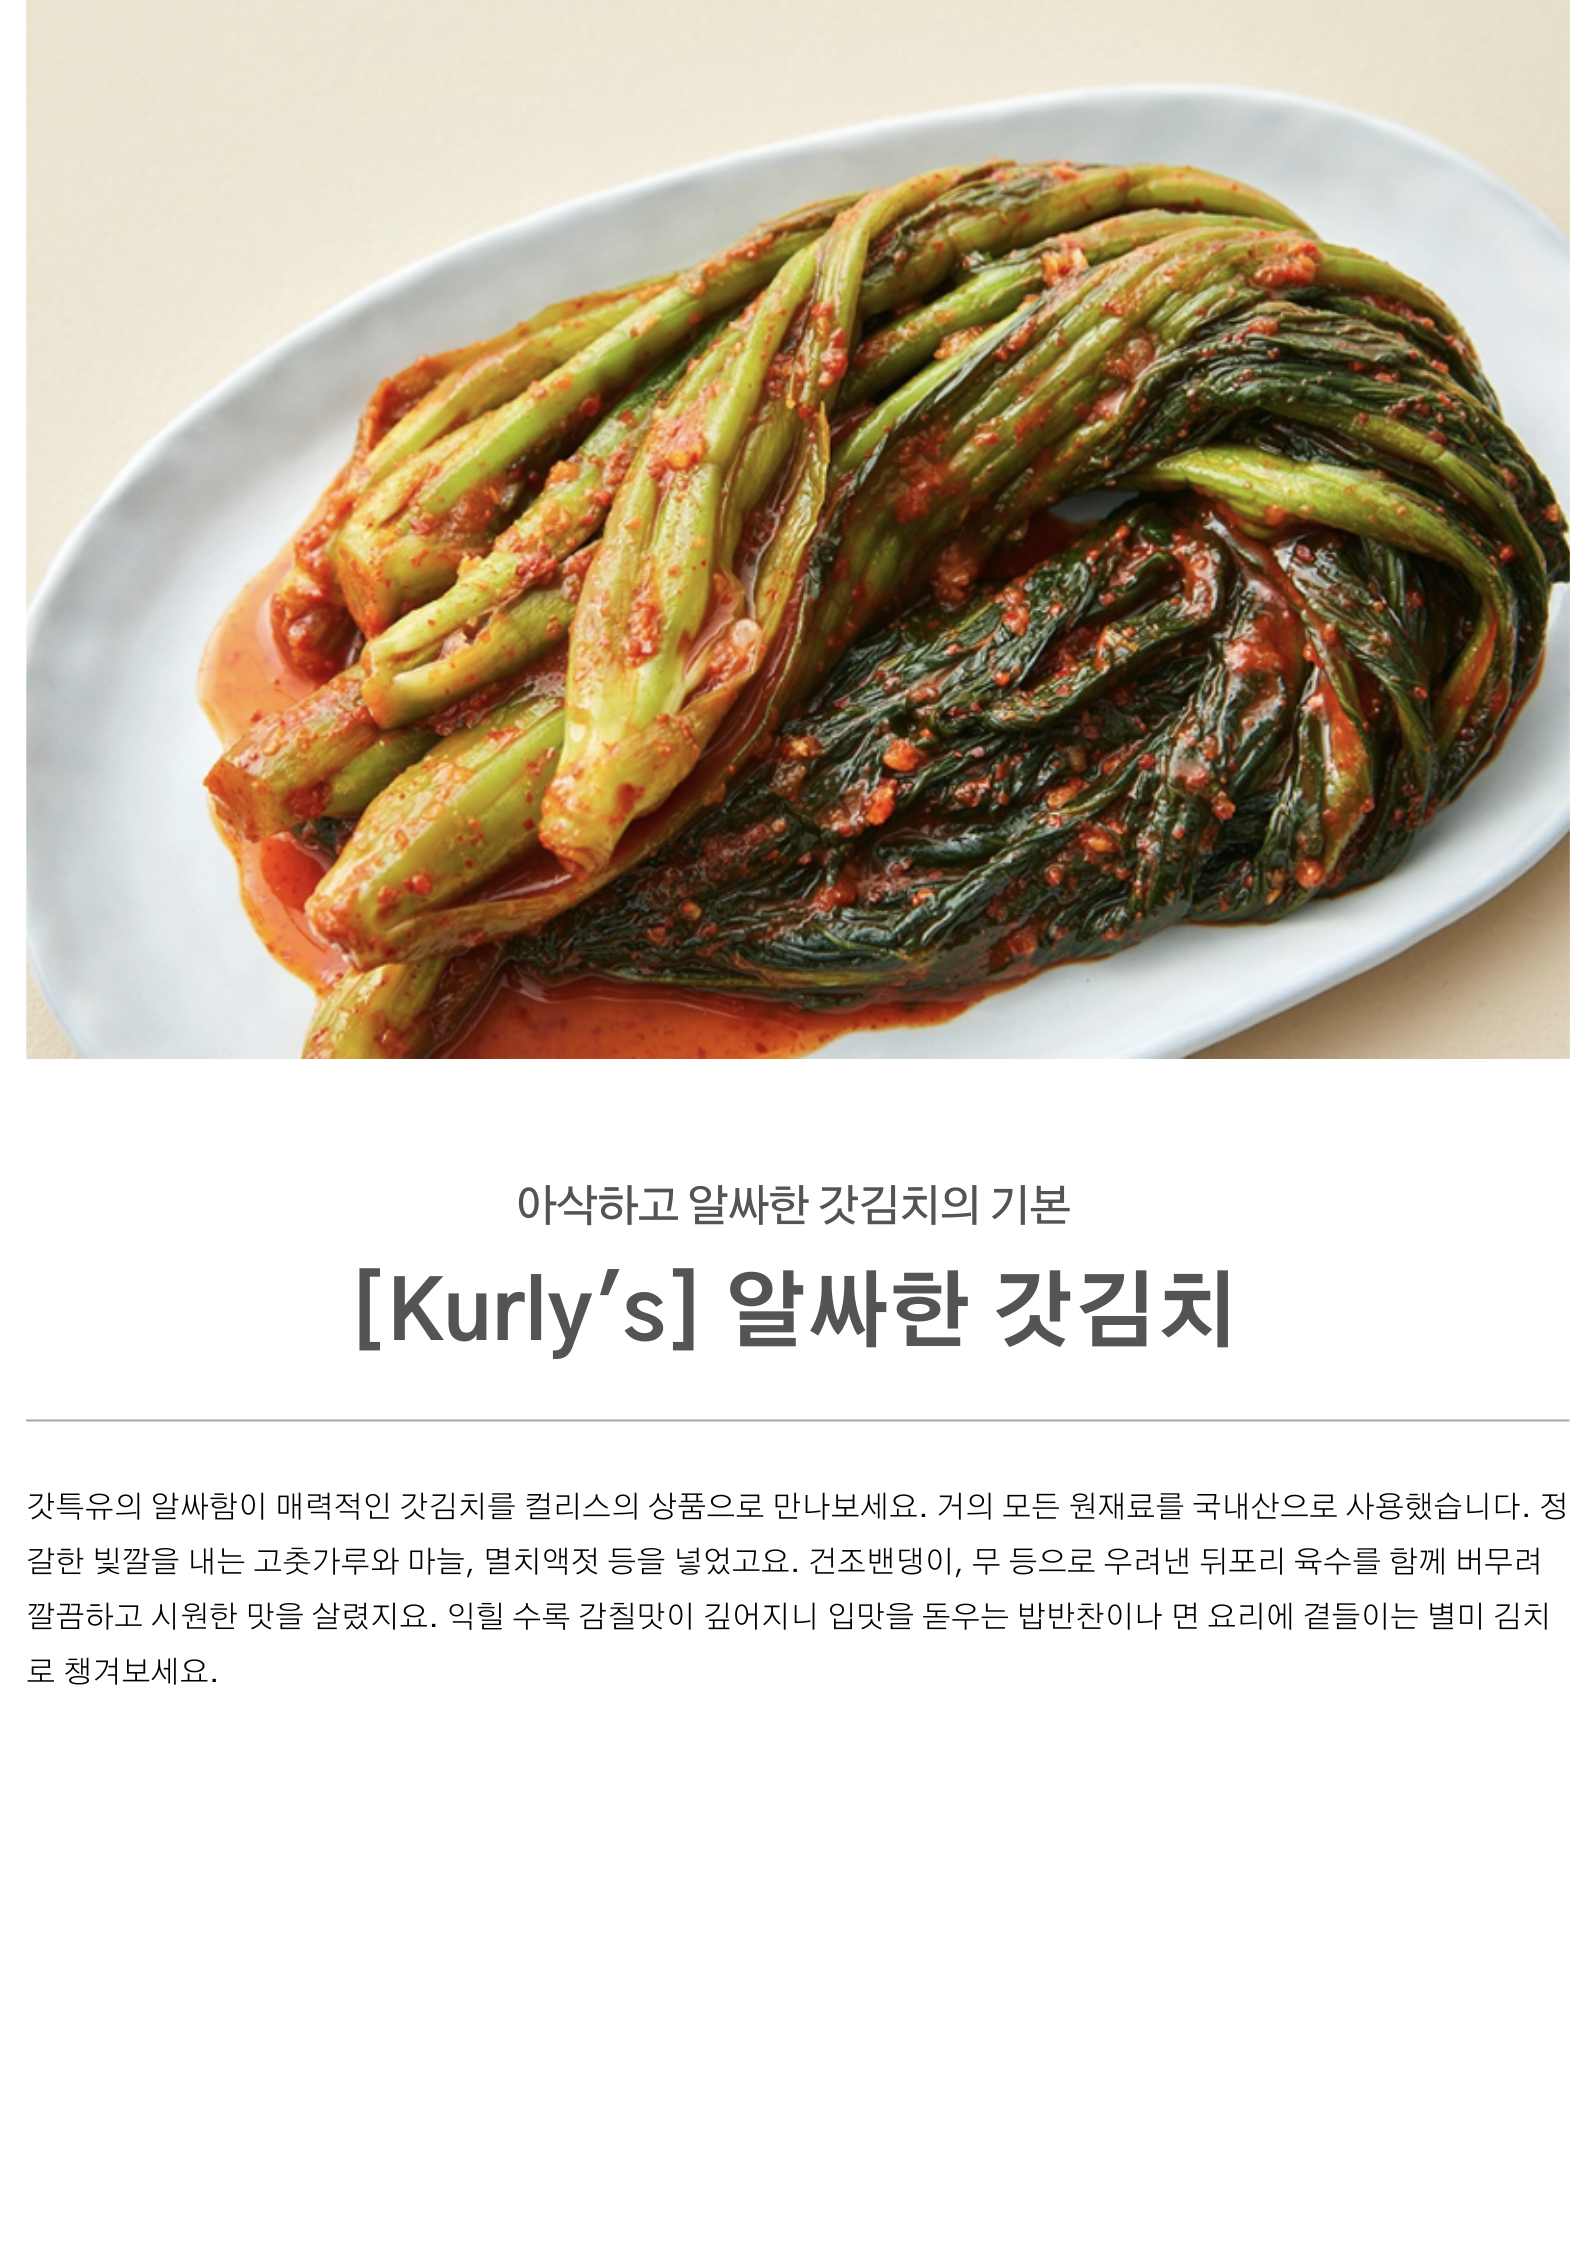 아삭하고 알싸한 갓김치의 기본
[Kurly’s] 알싸한 갓김치
갓특유의 알싸함이 매력적인 갓김치를 컬리스의 상품으로 만나보세요. 거의 모든 원재료를 국내산으로 사용했습니다. 정
갈한 빛깔을 내는 고춧가루와 마늘, 멸치액젓 등을 넣었고요. 건조밴댕이, 무 등으로 우려낸 뒤포리 육수를 함께 버무려
깔끔하고 시원한 맛을 살렸지요. 익힐 수록 감칠맛이 깊어지니 입맛을 돋우는 밥반찬이나 면 요리에 곁들이는 별미 김치
로 챙겨보세요.